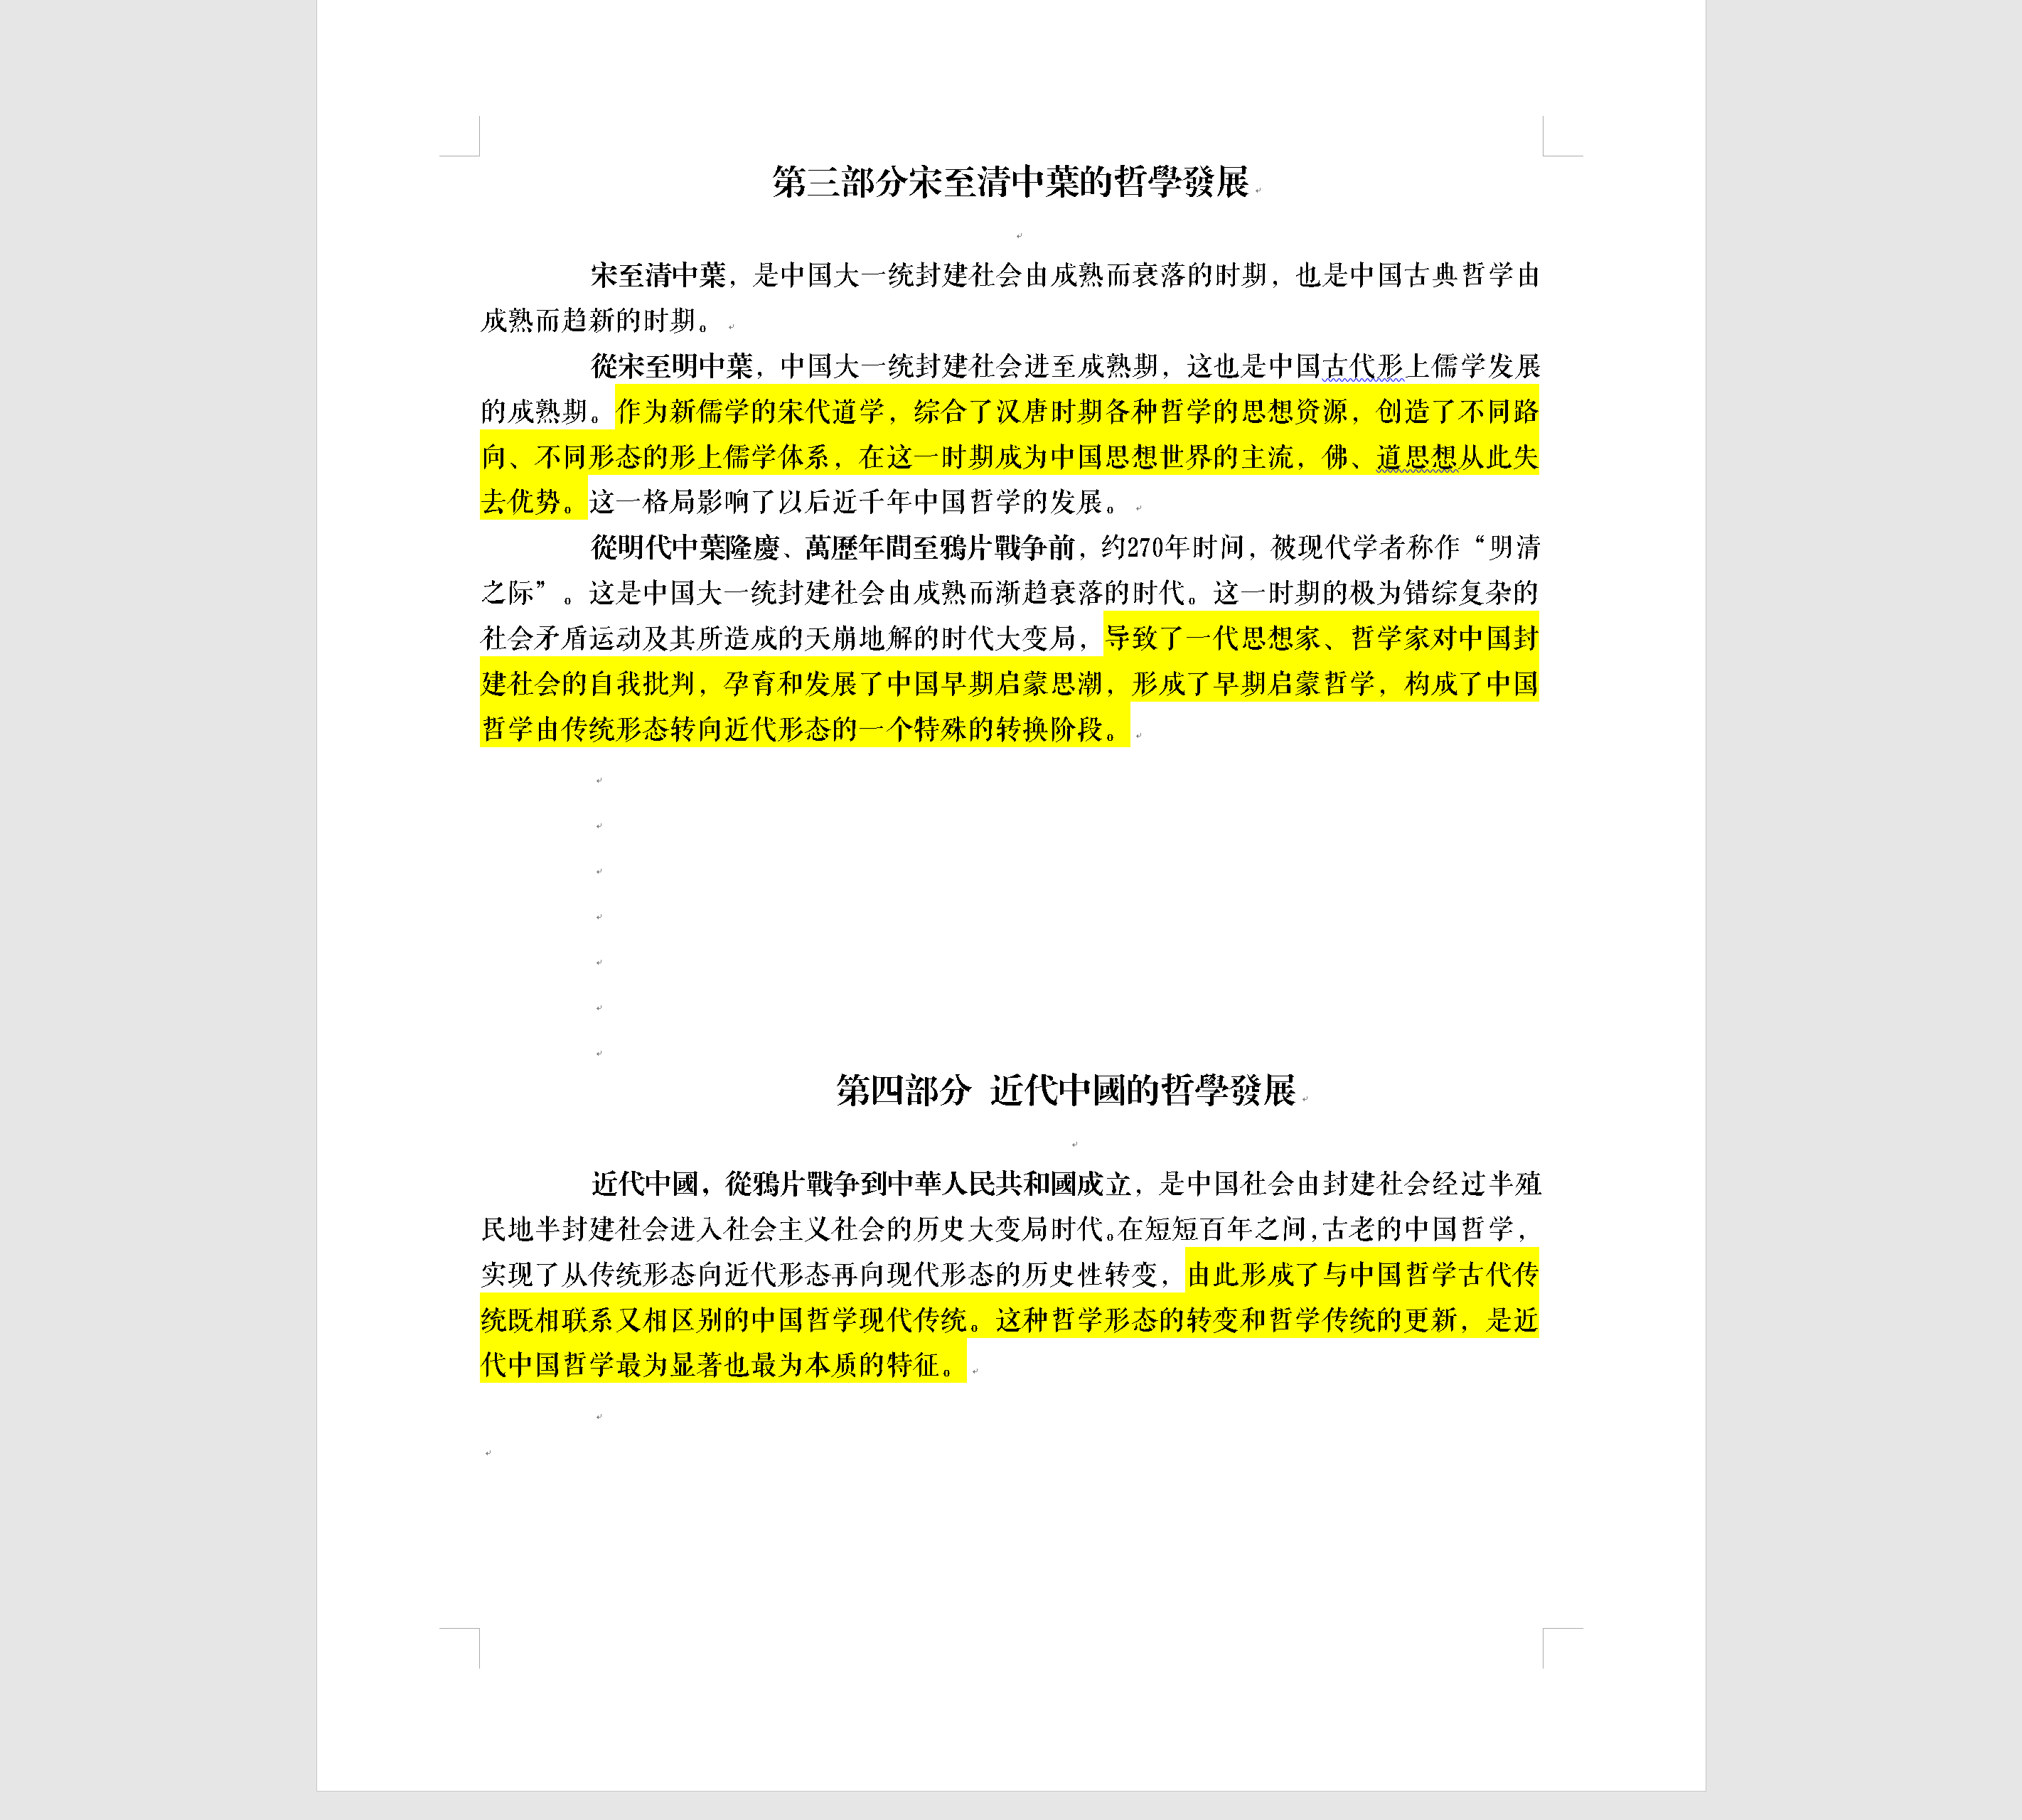 第三部分宋至清中葉的哲學發展
宋至清中葉，是中国大一统封建社会由成熟而衰落的时期，也是中国古典哲学由
成熟而趋新的时期。
從宋至明中葉，中国大一统封建社会进至成熟期，这也是中国古代形上儒学发展
的成熟期。作为新儒学的宋代道学，综合了汉唐时期各种哲学的思想资源，创造了不同路
向、不同形态的形上儒学体系，在这一时期成为中国思想世界的主流，佛、道思想从此失
去优势。这一格局影响了以后近千年中国哲学的发展。
從明代中葉隆慶、萬歷年間至鴉片戰争前，约270年时间，被现代学者称作“明清
之际”。这是中国大一统封建社会由成熟而渐趋衰落的时代。这一时期的极为错综复杂的
社会矛盾运动及其所造成的天崩地解的时代大变局，导致了一代思想家、哲学家对中国封
建社会的自我批判，孕育和发展了中国早期启蒙思潮，形成了早期启蒙哲学，构成了中国
哲学由传统形态转向近代形态的一个特殊的转换阶段。
第四部分 近代中國的哲學發展
近代中國，從鴉片戰争到中華人民共和國成立，是中国社会由封建社会经过半殖
民地半封建社会进入社会主义社会的历史大变局时代。在短短百年之间，古老的中国哲学，
实现了从传统形态向近代形态再向现代形态的历史性转变，由此形成了与中国哲学古代传
统既相联系又相区别的中国哲学现代传统。这种哲学形态的转变和哲学传统的更新，是近
代中国哲学最为显著也最为本质的特征。